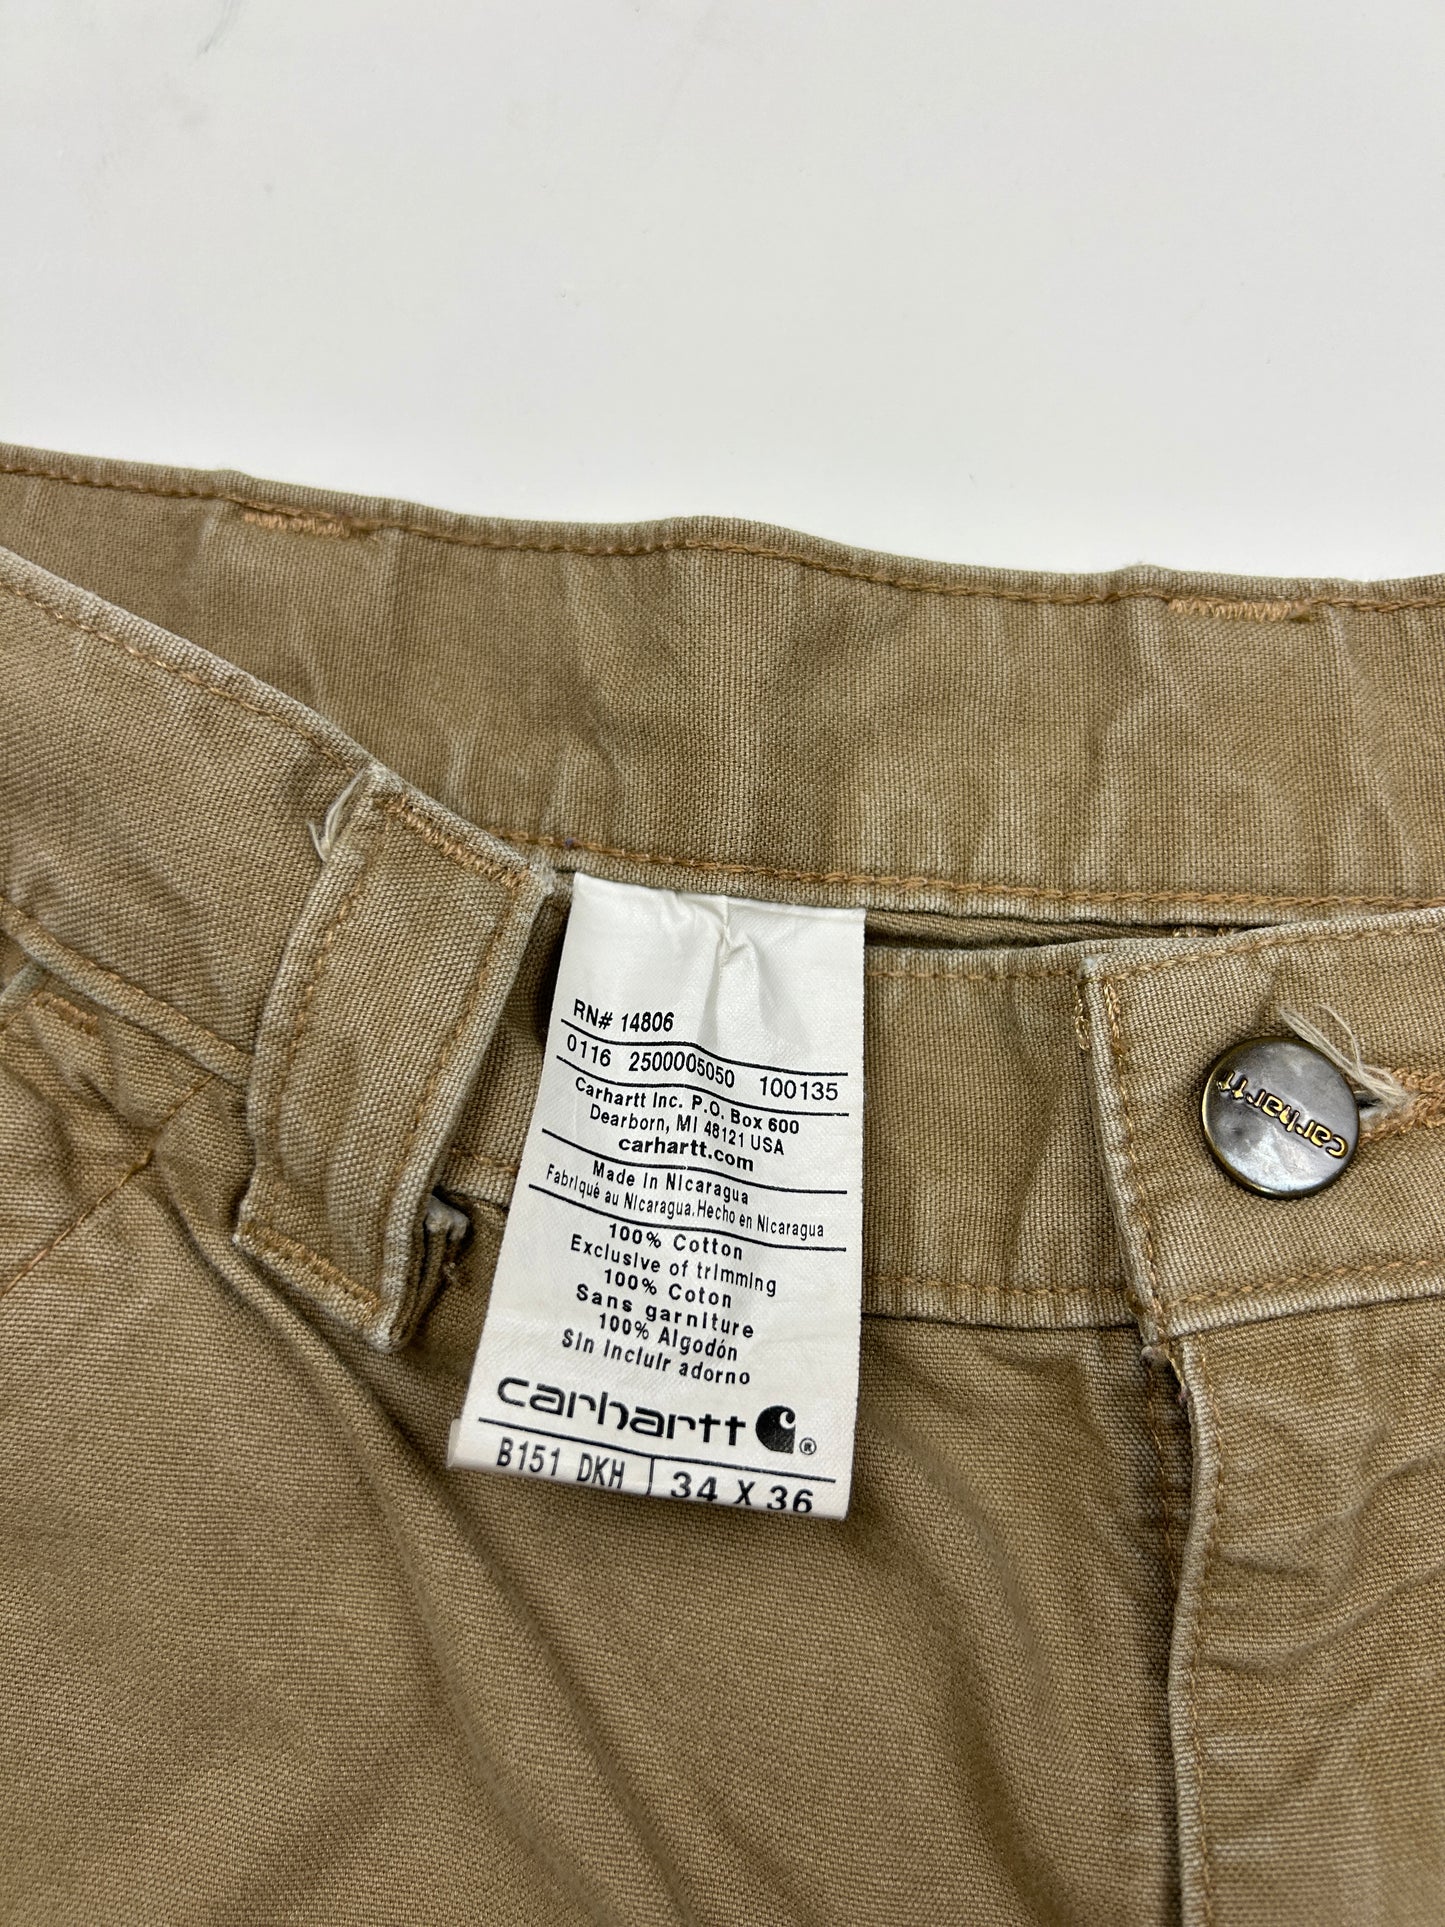 RN# 14806
0116 2500005050 100135
Carhartt Inc. P.O. Box 600
Dearborn, MI 48121 USA
carhartt.com
Made in Nicaragua
Fabriqué au Nicaragua.Hecho en Nicaragua
100% Cotton
Exclusive of trimming
100% Coton
Sans garniture
100% Algodón
Sin incluir adorno
carhartt ®
B151 DKH 34 X 36
carhartt